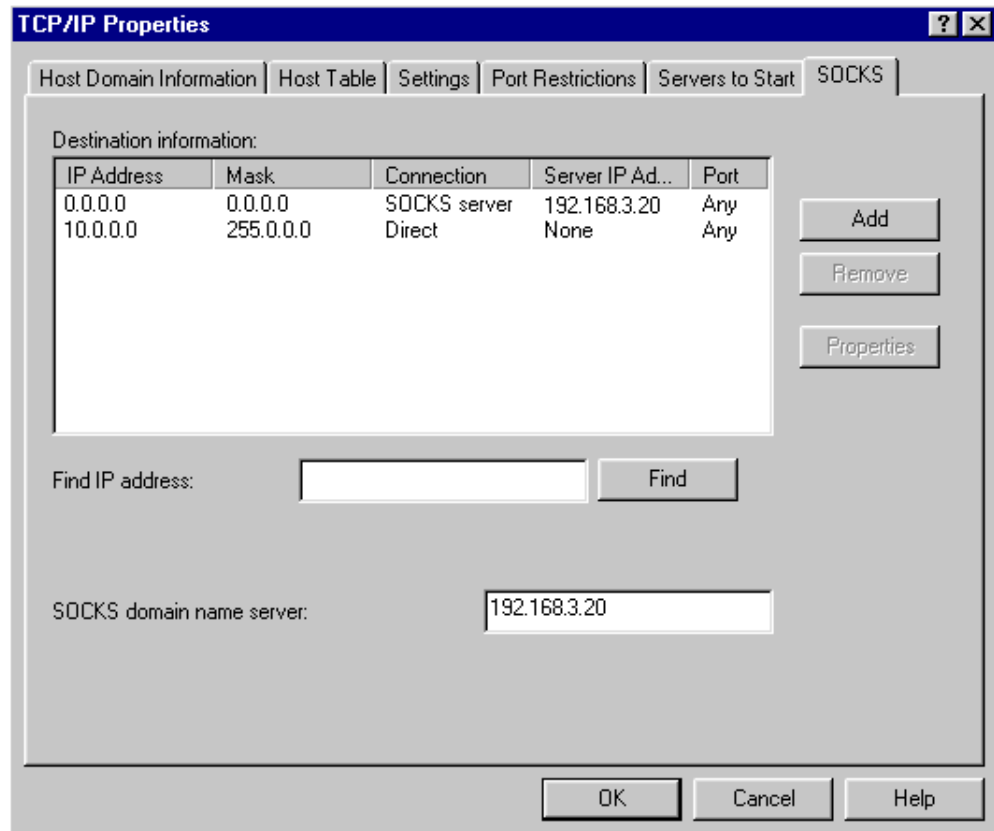 TCP/IP Properties ? X
Host Domain Information Host Table Settings Port Restrictions Servers to Start SOCKS
Destination information:
IP Address Mask Connection Server IP Ad... Port
0.0.0.0 0.0.0.0 SOCKS server 192.168.3.20 Any
10.0.0.0 255.0.0.0 Direct None Any
Add
Remove
Properties
Find IP address: Find
SOCKS domain name server: 192.168.3.20
OK Cancel Help